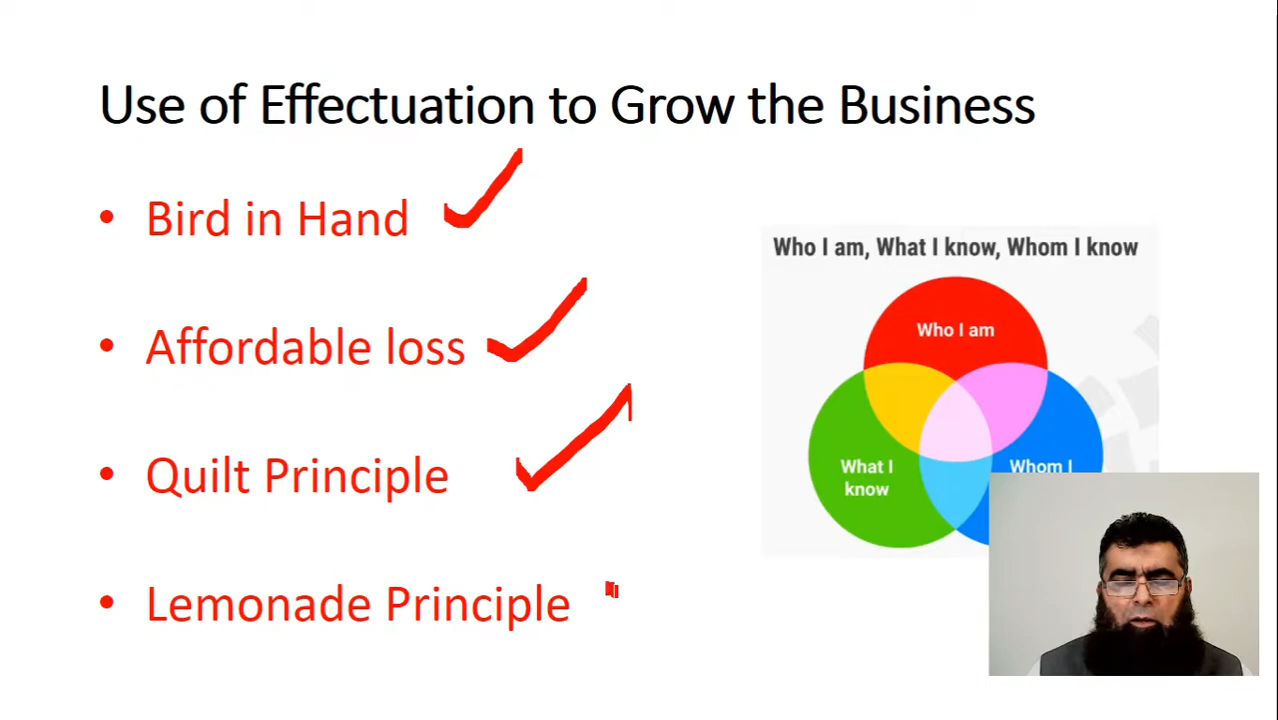 Use of Effectuation to Grow the Business
• Bird in Hand
• Affordable loss
• Quilt Principle
• Lemonade Principle
Who I am, What I know, Whom I know
Who I am
What I
know
Whom I